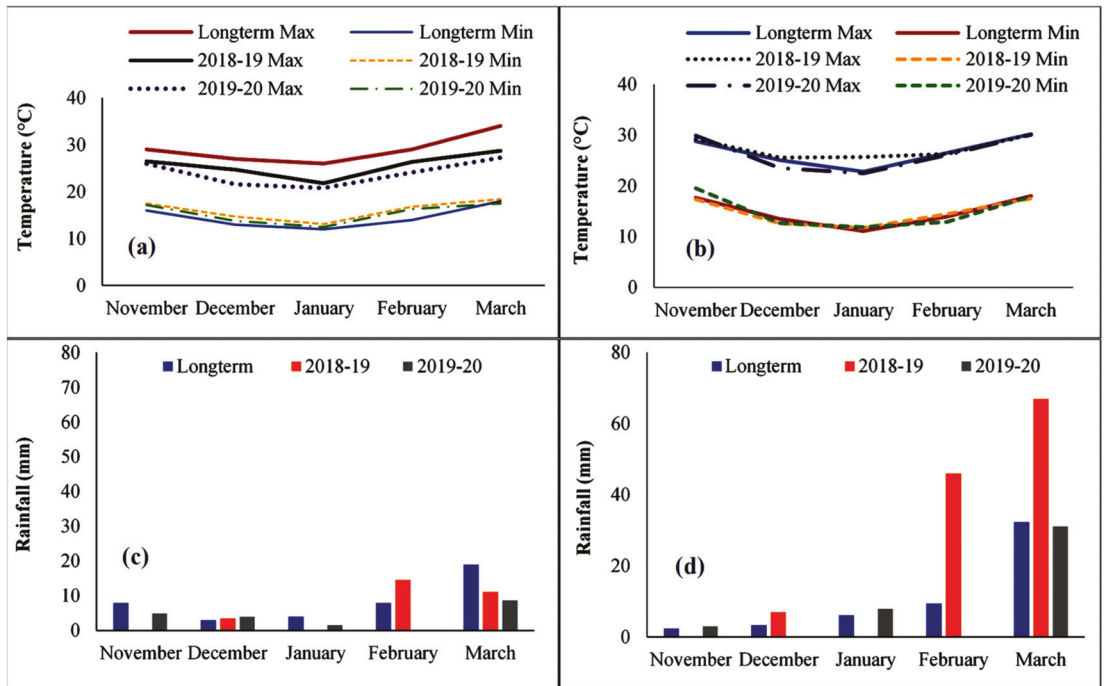 Longterm Max Longterm Min
2018-19 Max 2018-19 Min
2019-20 Max 2019-20 Min
Temperature (°C)
40
30
20
10
0
(a)
November December January February March
Longterm Max Longterm Min
2018-19 Max 2018-19 Min
2019-20 Max 2019-20 Min
Temperature (°C)
40
30
20
10
0
(b)
November December January February March
Longterm 2018-19 2019-20
Rainfall (mm)
80
70
60
50
40
30
20
10
0
(c)
November December January February March
Longterm 2018-19 2019-20
Rainfall (mm)
80
60
40
20
0
(d)
November December January February March